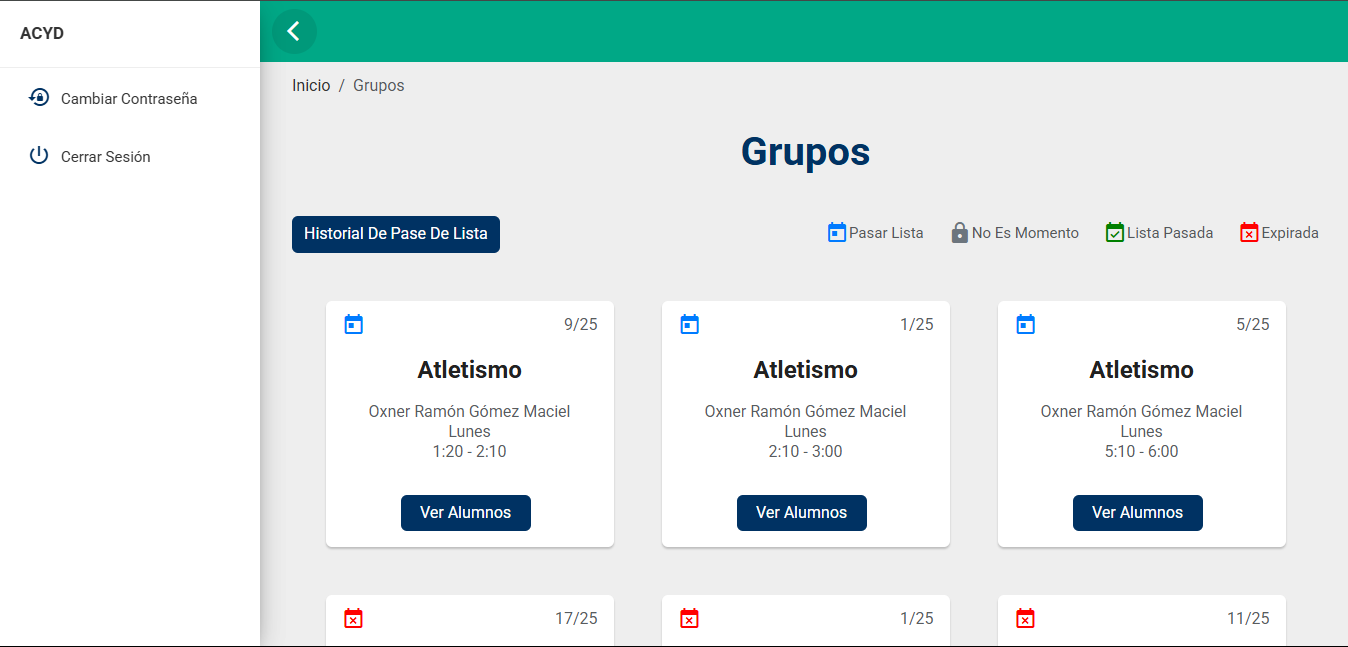 ACYD
Cambiar Contraseña
Cerrar Sesión
Inicio / Grupos
Grupos
Historial De Pase De Lista
Pasar Lista
No Es Momento
Lista Pasada
Expirada
9/25
Atletismo
Oxner Ramón Gómez Maciel
Lunes
1:20 - 2:10
Ver Alumnos
1/25
Atletismo
Oxner Ramón Gómez Maciel
Lunes
2:10 - 3:00
Ver Alumnos
5/25
Atletismo
Oxner Ramón Gómez Maciel
Lunes
5:10 - 6:00
Ver Alumnos
17/25
1/25
11/25